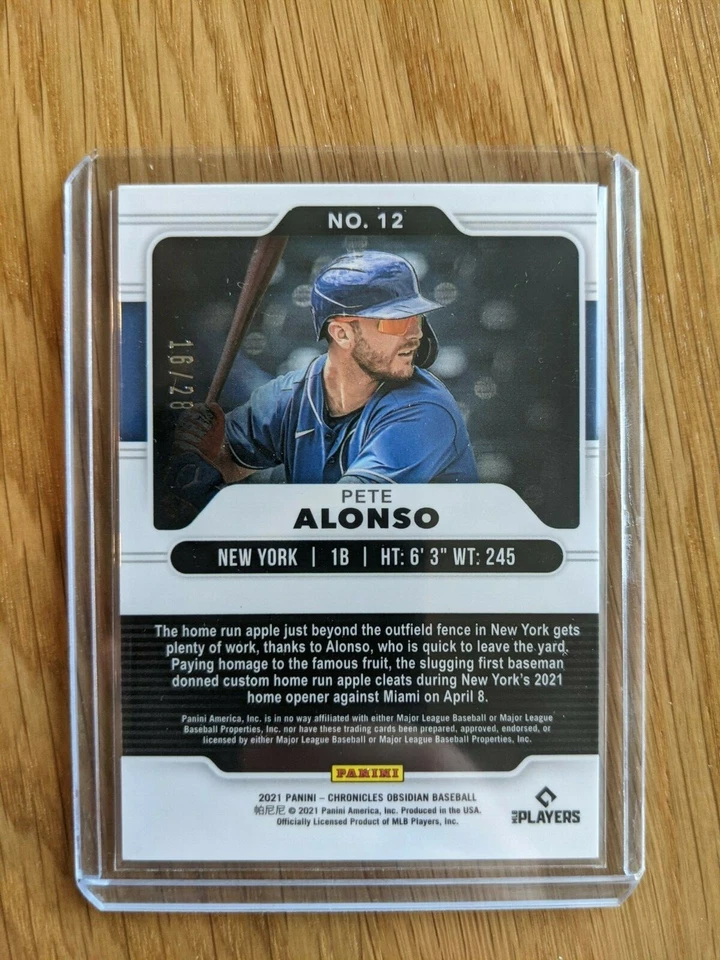 NO. 12
16/28
PETE
ALONSO
NEW YORK | 1B | HT: 6' 3" WT: 245
The home run apple just beyond the outfield fence in New York gets
plenty of work, thanks to Alonso, who is quick to leave the yard.
Paying homage to the famous fruit, the slugging first baseman
donned custom home run apple cleats during New York's 2021
home opener against Miami on April 8.
Panini America, Inc. is in no way affiliated with either Major League Baseball or Major League
Baseball Properties, Inc. nor have these trading cards been prepared, approved, endorsed, or
licensed by either Major League Baseball or Major League Baseball Properties, Inc.
PANINI
2021 PANINI – CHRONICLES OBSIDIAN BASEBALL
帕尼尼 © 2021 Panini America, Inc. Produced in the USA.
Officially Licensed Product of MLB Players, Inc.
MLB PLAYERS